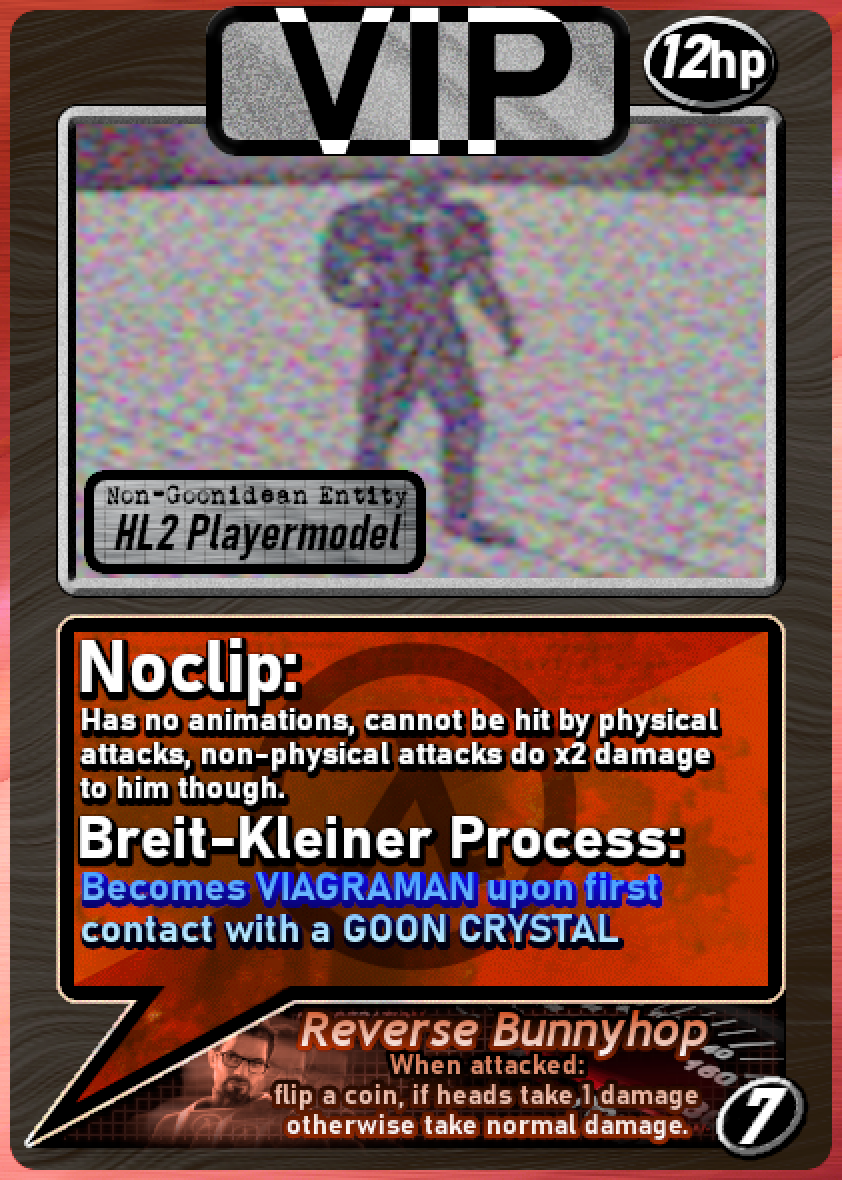 VIP
12hp
Non-Goonidean Entity
HL2 Playermodel
Noclip:
Has no animations, cannot be hit by physical
attacks, non-physical attacks do x2 damage
to him though.
Breit-Kleiner Process:
Becomes VIAGRAMAN upon first
contact with a GOON CRYSTAL
Reverse Bunnyhop
When attacked:
flip a coin, if heads take 1 damage
otherwise take normal damage.
160
7